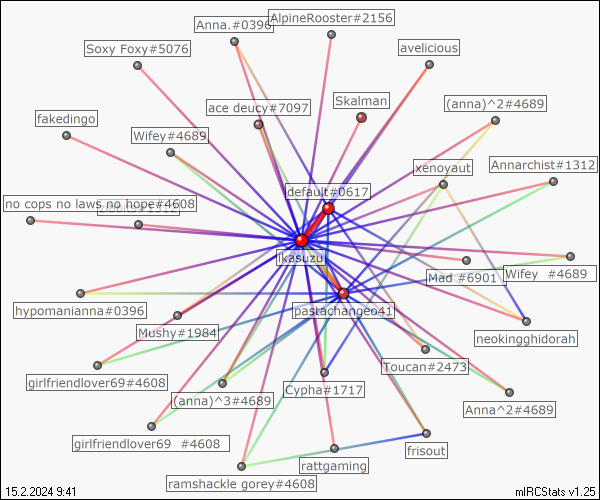 AlpineRooster#2156
Anna.#0396
Soxy Foxy#5076
avelicious
Skalman
ace deucy#7097
(anna)^2#4689
fakedingo
Wifey#4689
xenoyaut
Annarchist#1312
default#0617
no cops no laws no hope#4608
ikasuzu
Mad #6901
Wifey  #4689
hypomanianna#0396
pastachangeo41
Mushy#1984
neokingghidorah
Toucan#2473
girlfriendlover69#4608
Cypha#1717
(anna)^3#4689
Anna^2#4689
girlfriendlover69  #4608
frisout
rattgaming
ramshackle gorey#4608
15.2.2024 9:41
mIRCStats v1.25